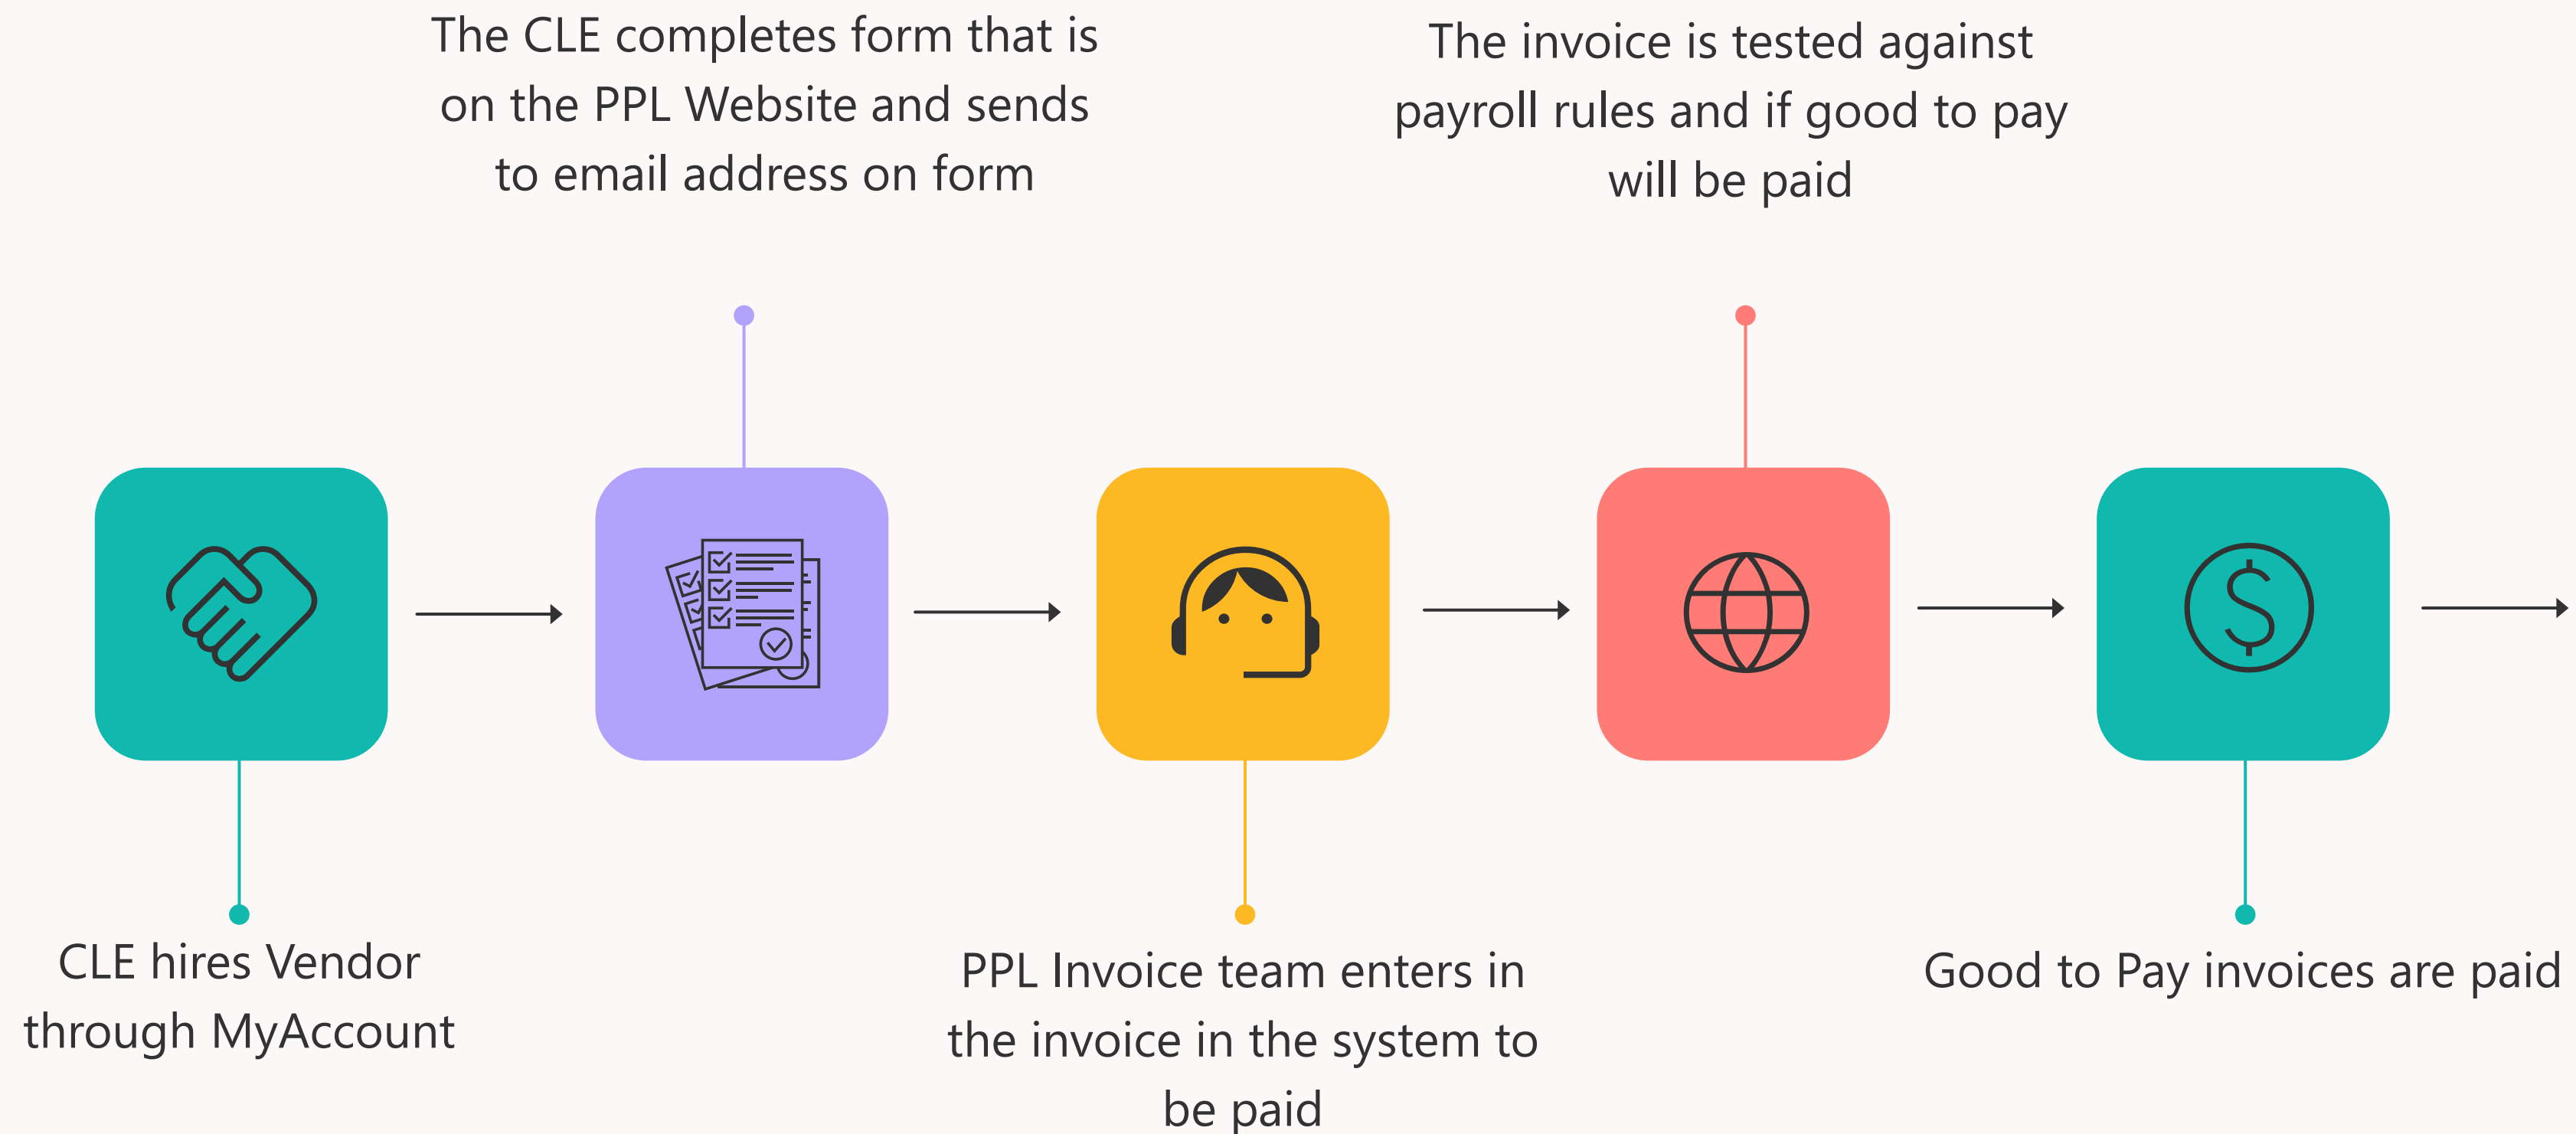 CLE hires Vendor
through MyAccount
The CLE completes form that is
on the PPL Website and sends
to email address on form
PPL Invoice team enters in
the invoice in the system to
be paid
The invoice is tested against
payroll rules and if good to pay
will be paid
Good to Pay invoices are paid